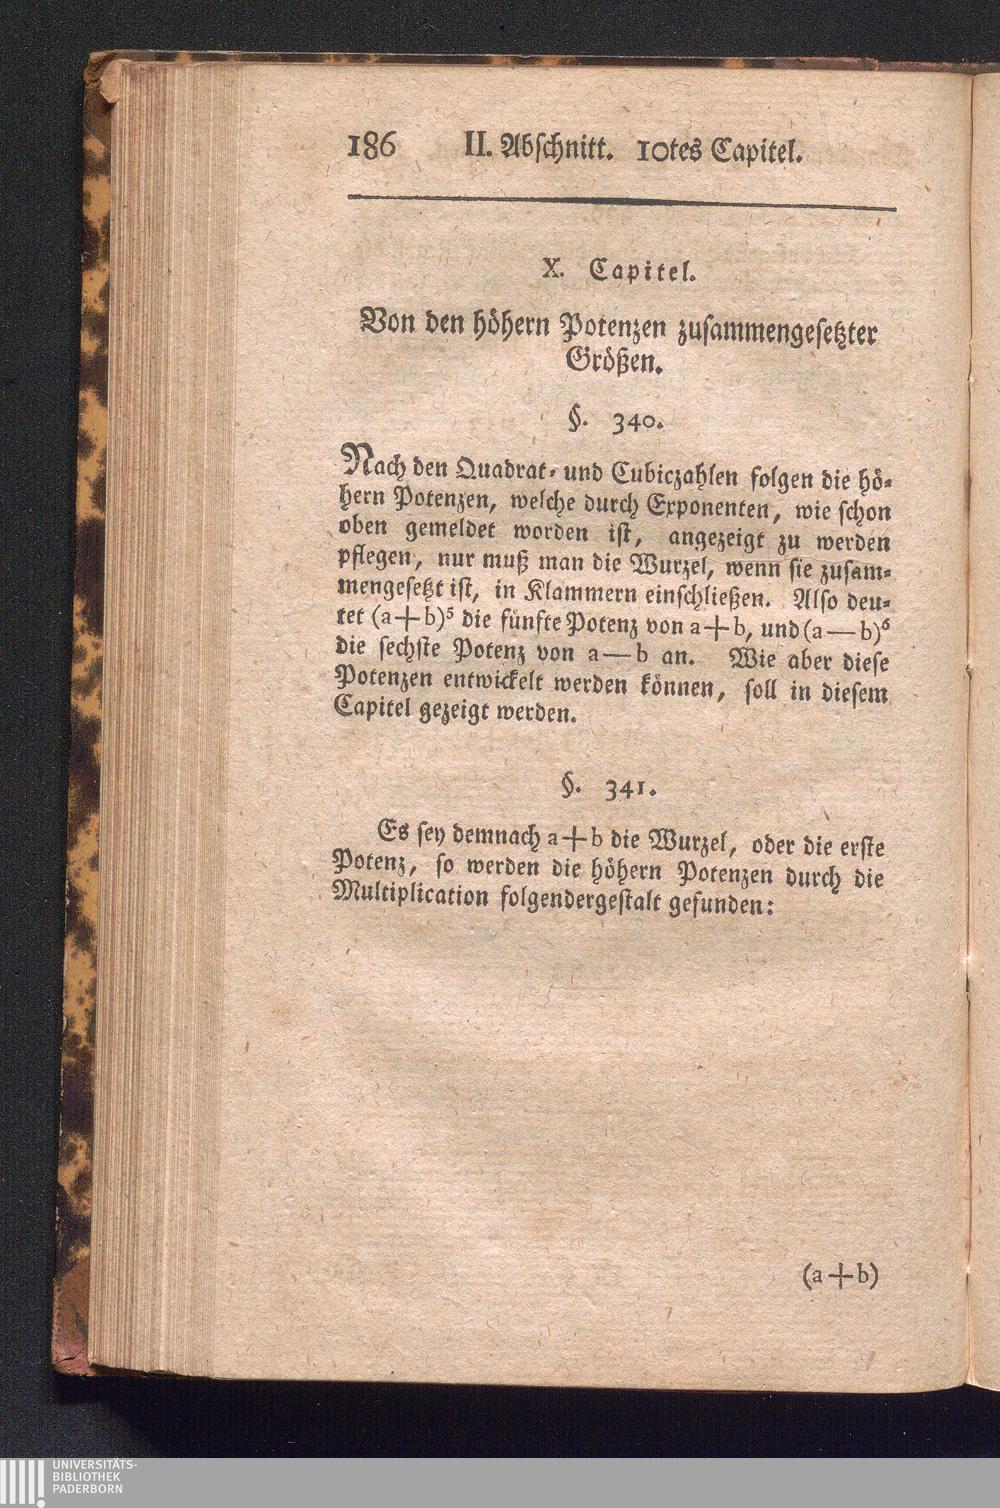 186 II. Abschnitt. 10tes Capitel.
X. Capitel.
Von den höhern Potenzen zusammengesetzter
Größen.
§. 340.
Nach den Quadrat- und Cubiczahlen folgen die hö-
hern Potenzen, welche durch Exponenten, wie schon
oben gemeldet worden ist, angezeigt zu werden
pflegen, nur muß man die Wurzel, wenn sie zusam-
mengesetzt ist, in Klammern einschließen. Also deu-
tet (a+b)⁵ die fünfte Potenz von a+b, und (a—b)⁶
die sechste Potenz von a—b an. Wie aber diese
Potenzen entwickelt werden können, soll in diesem
Capitel gezeigt werden.
§. 341.
Es sey demnach a+b die Wurzel, oder die erste
Potenz, so werden die höhern Potenzen durch die
Multiplication folgendergestalt gefunden:
(a+b)
UNIVERSITÄTS-
BIBLIOTHEK
PADERBORN